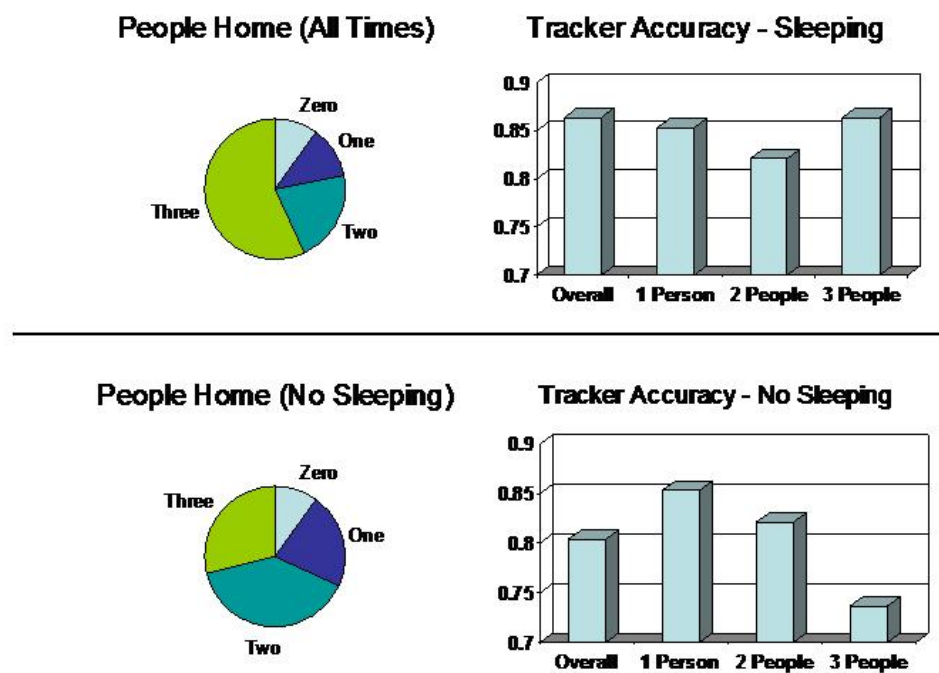 People Home (All Times)
Zero
One
Two
Three
Tracker Accuracy - Sleeping
0.9
0.85
0.8
0.75
0.7
Overall 1 Person 2 People 3 People
People Home (No Sleeping)
Zero
One
Two
Three
Tracker Accuracy - No Sleeping
0.9
0.85
0.8
0.75
0.7
Overall 1 Person 2 People 3 People